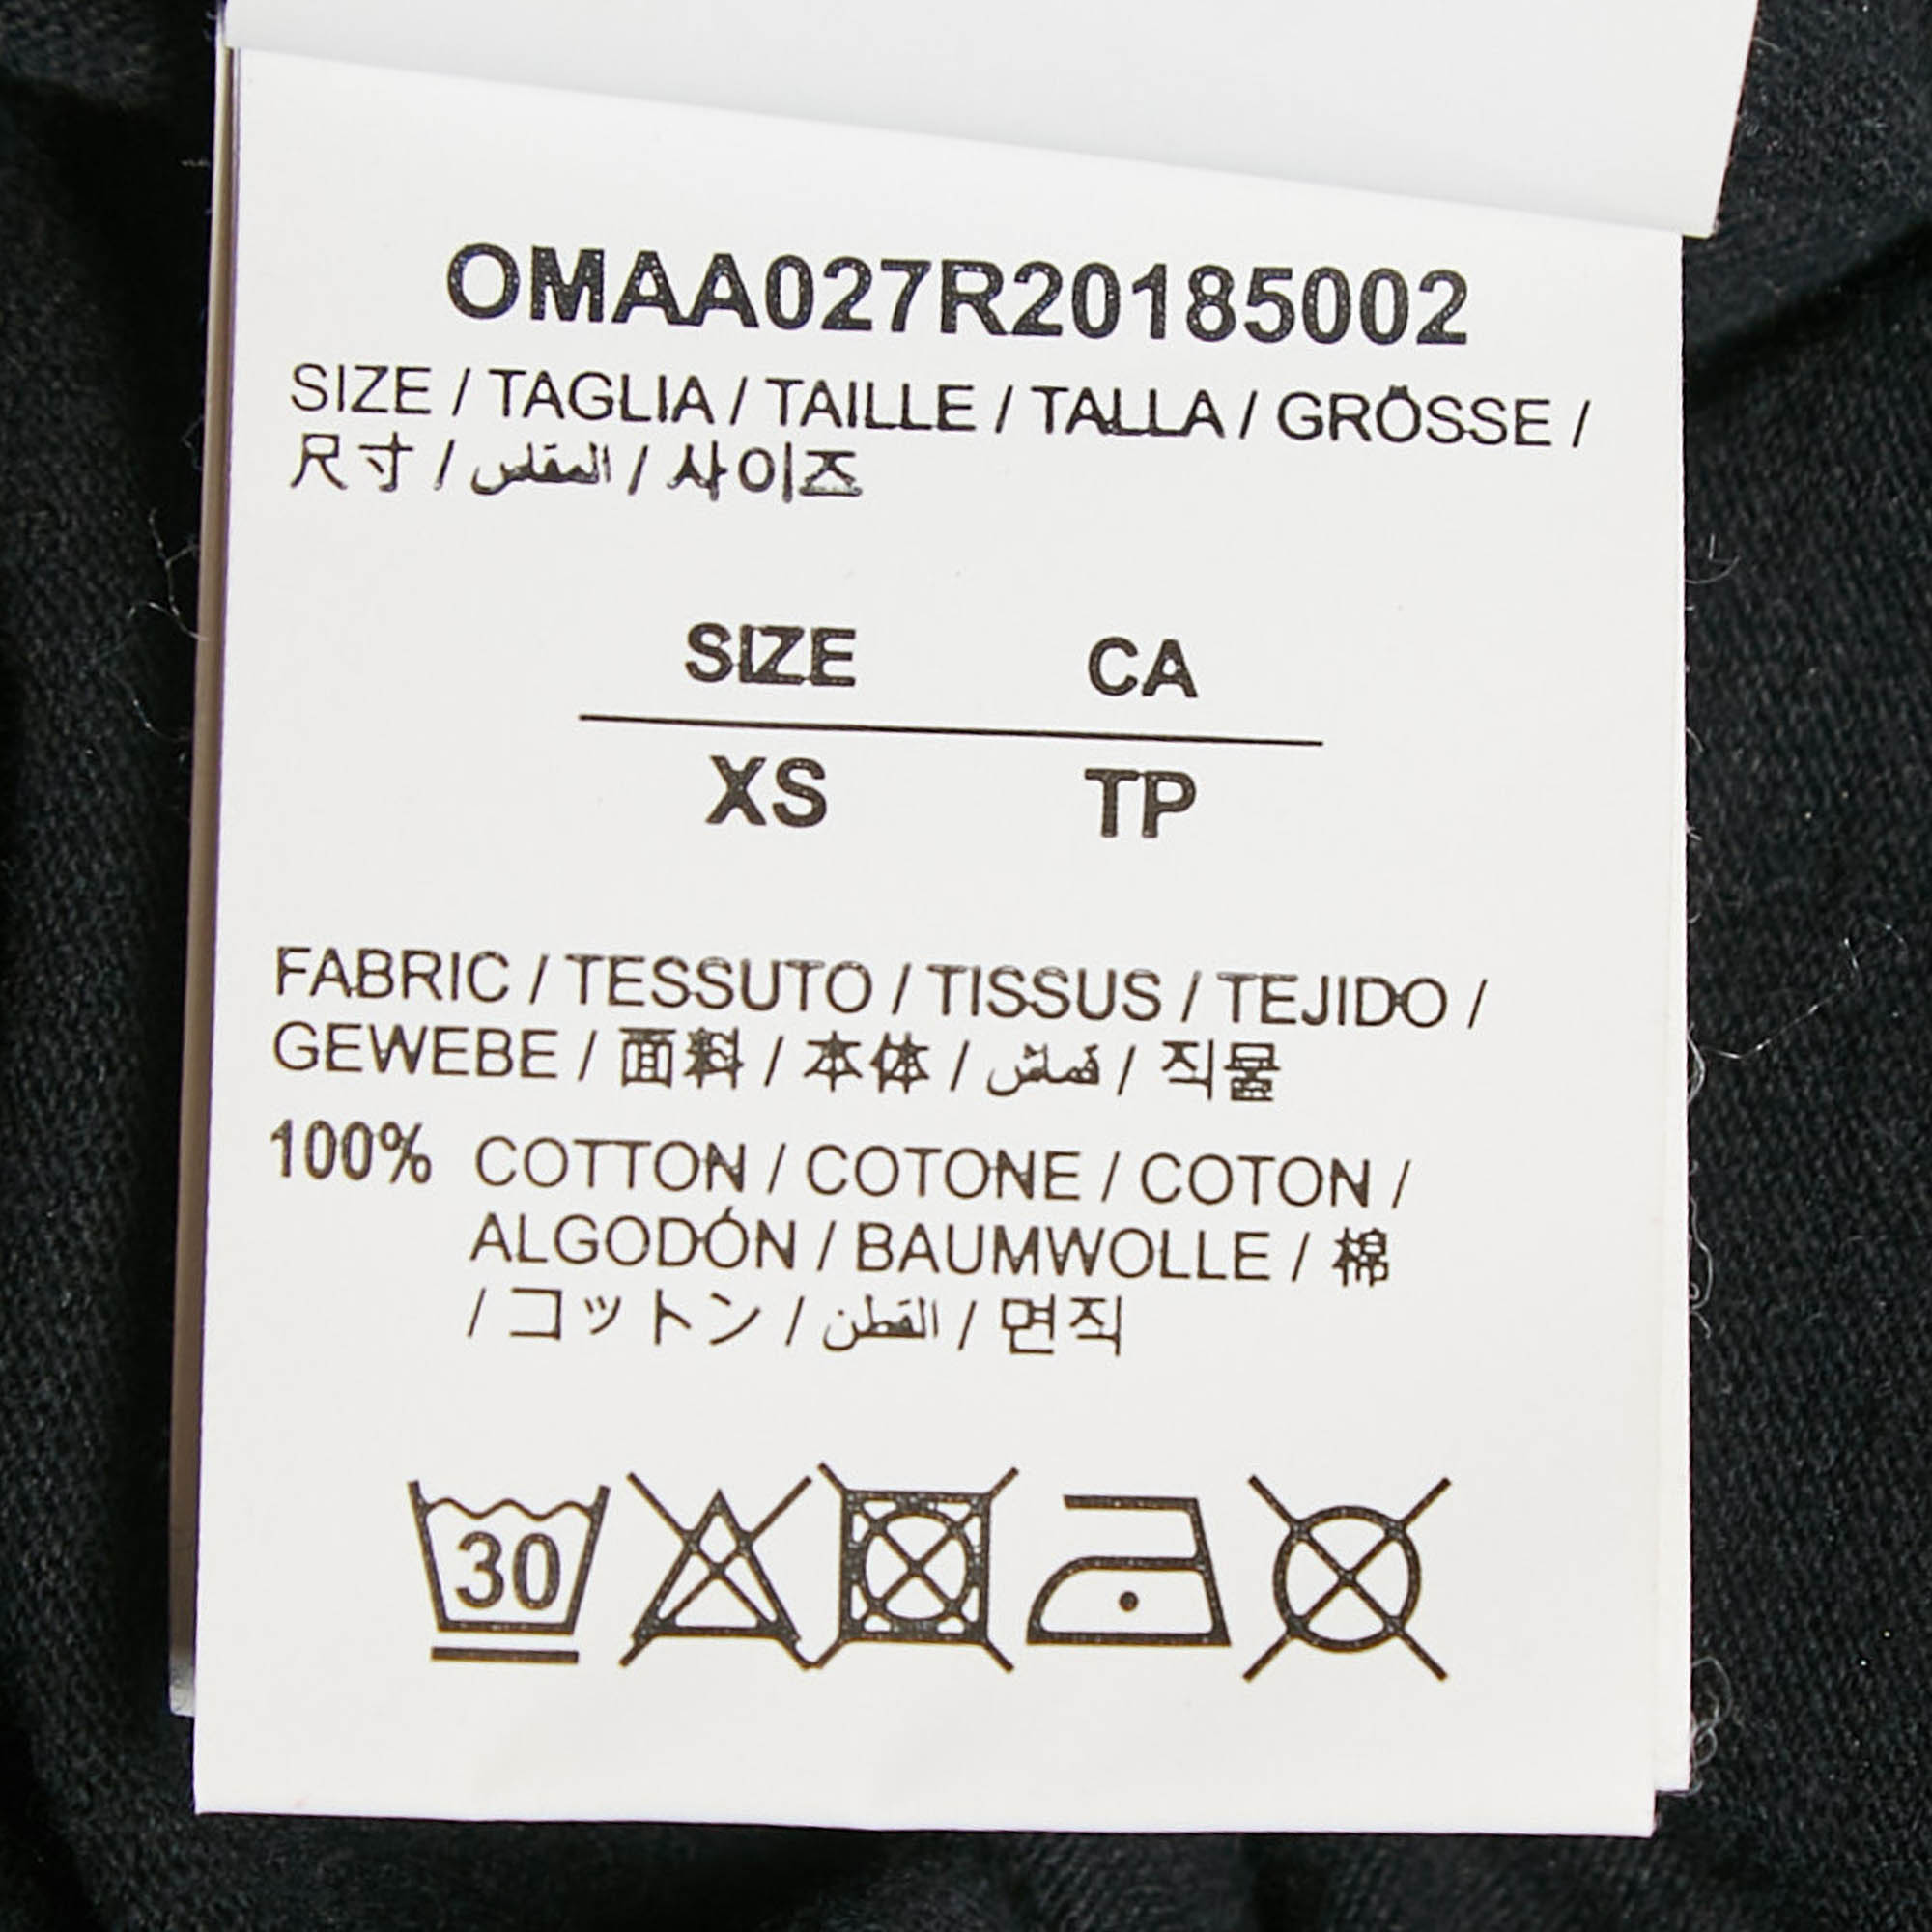 OMAA027R20185002
SIZE / TAGLIA / TAILLE / TALLA / GRÖSSE /
尺寸 / المقاس / 사이즈
SIZE CA
XS TP
FABRIC / TESSUTO / TISSUS / TEJIDO /
GEWEBE / 面料 / 本体 / قماش / 직물
100% COTTON / COTONE / COTON /
ALGODÓN / BAUMWOLLE / 棉
/ コットン / القطن / 면직
30